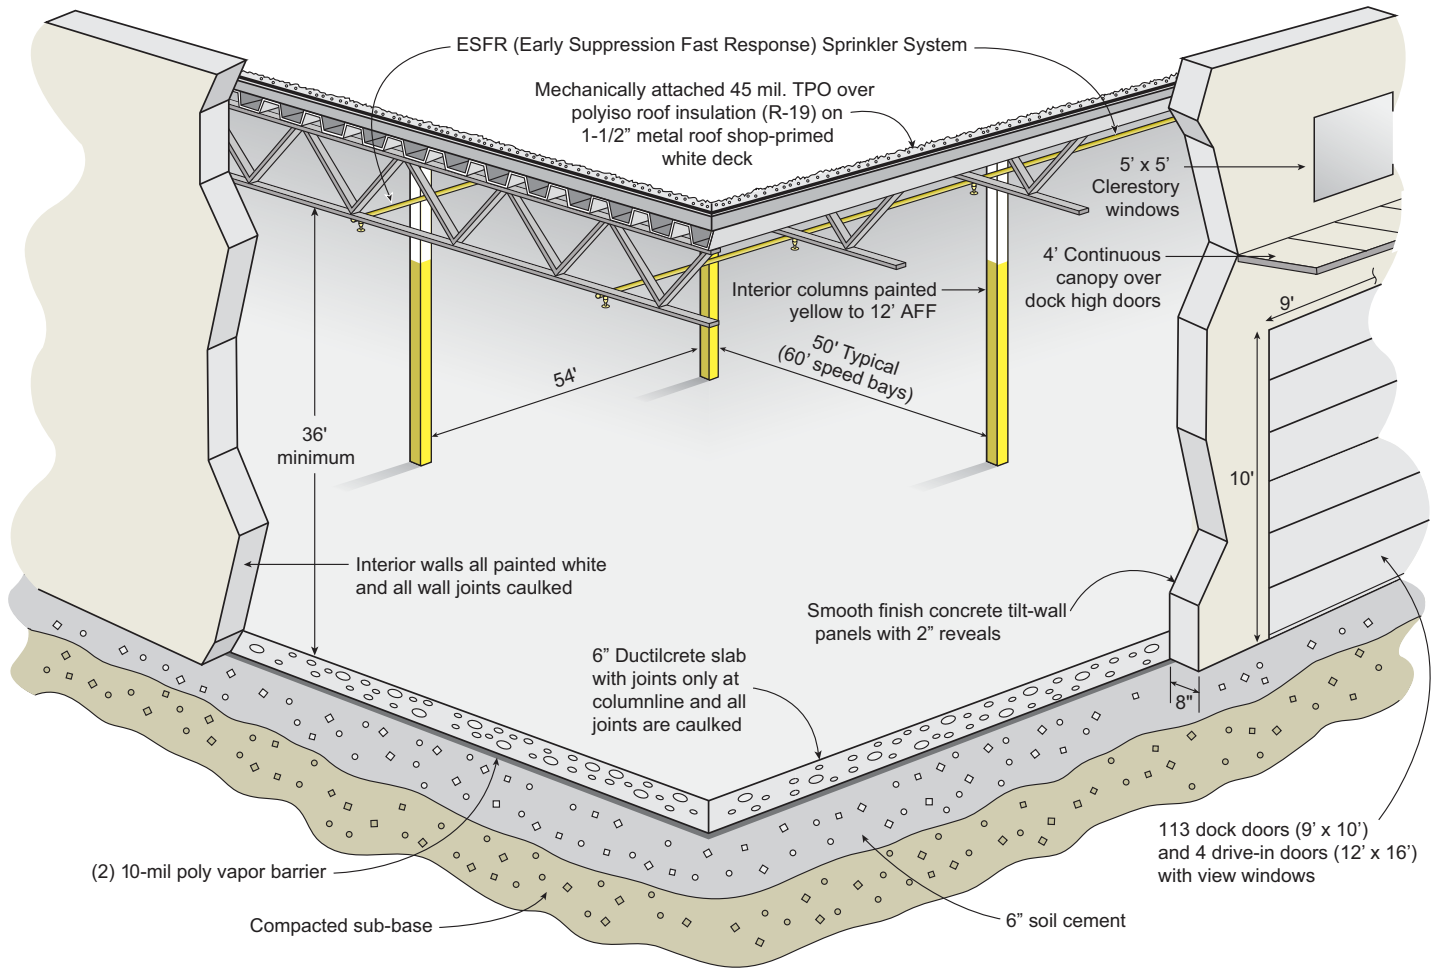 ESFR (Early Suppression Fast Response) Sprinkler System
Mechanically attached 45 mil. TPO over
polyiso roof insulation (R-19) on
1-1/2” metal roof shop-primed
white deck
5’ x 5’
Clerestory
windows
4’ Continuous
canopy over
dock high doors
9'
Interior columns painted
yellow to 12’ AFF
50' Typical
(60’ speed bays)
54'
36'
minimum
10'
Interior walls all painted white
and all wall joints caulked
Smooth finish concrete tilt-wall
panels with 2” reveals
6” Ductilcrete slab
with joints only at
columnline and all
joints are caulked
8"
113 dock doors (9’ x 10’)
and 4 drive-in doors (12’ x 16’)
with view windows
(2) 10-mil poly vapor barrier
Compacted sub-base
6” soil cement